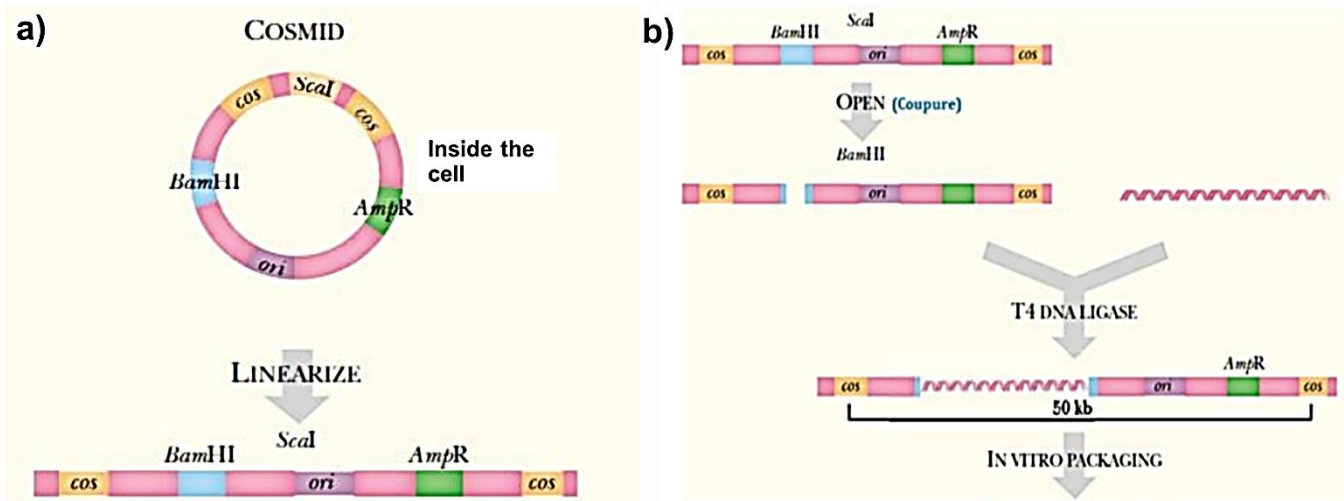 a)
COSMID
cos ScaI cos
Inside the
cell
BamHI
AmpR
ori
LINEARIZE
ScaI
BamHI AmpR
cos ori cos
b)
ScaI
BamHI AmpR
cos ori cos
OPEN (Coupure)
BamHI
cos ori cos
T4 DNA LIGASE
AmpR
cos ori cos
50 kb
IN VITRO PACKAGING